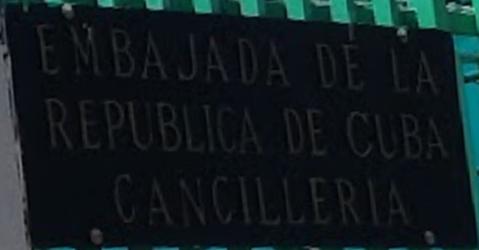 EMBAJADA DE LA
REPUBLICA DE CUBA
CANCILLERIA